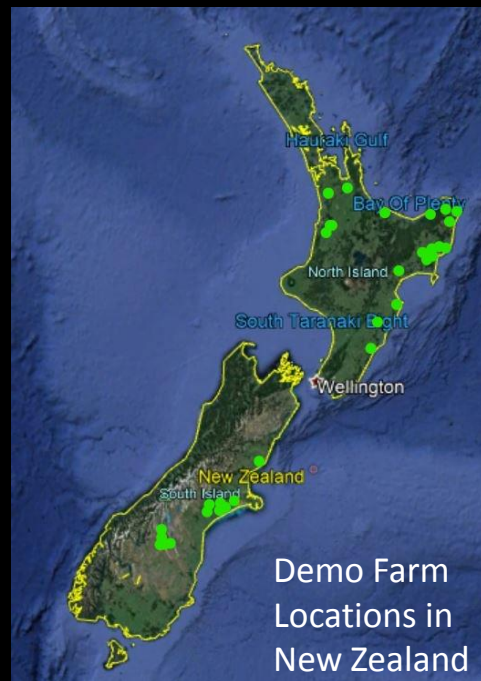 Hauraki Gulf
Bay Of Plenty
North Island
South Taranaki Bight
Wellington
New Zealand
South Island
Demo Farm
Locations in
New Zealand